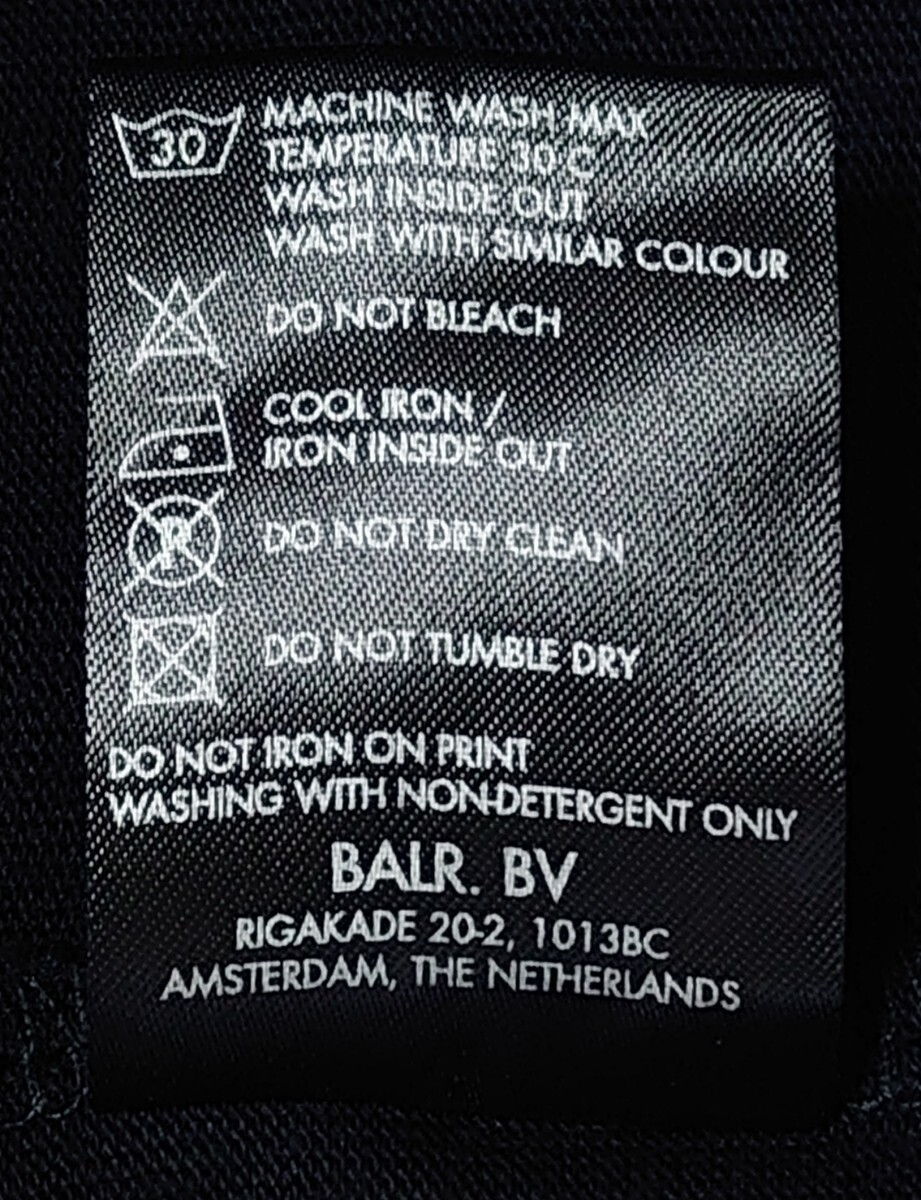 30 MACHINE WASH MAX
TEMPERATURE 30°C
WASH INSIDE OUT
WASH WITH SIMILAR COLOUR
DO NOT BLEACH
COOL IRON /
IRON INSIDE OUT
P DO NOT DRY CLEAN
DO NOT TUMBLE DRY
DO NOT IRON ON PRINT
WASHING WITH NON-DETERGENT ONLY
BALR. BV
RIGAKADE 20-2, 1013BC
AMSTERDAM, THE NETHERLANDS